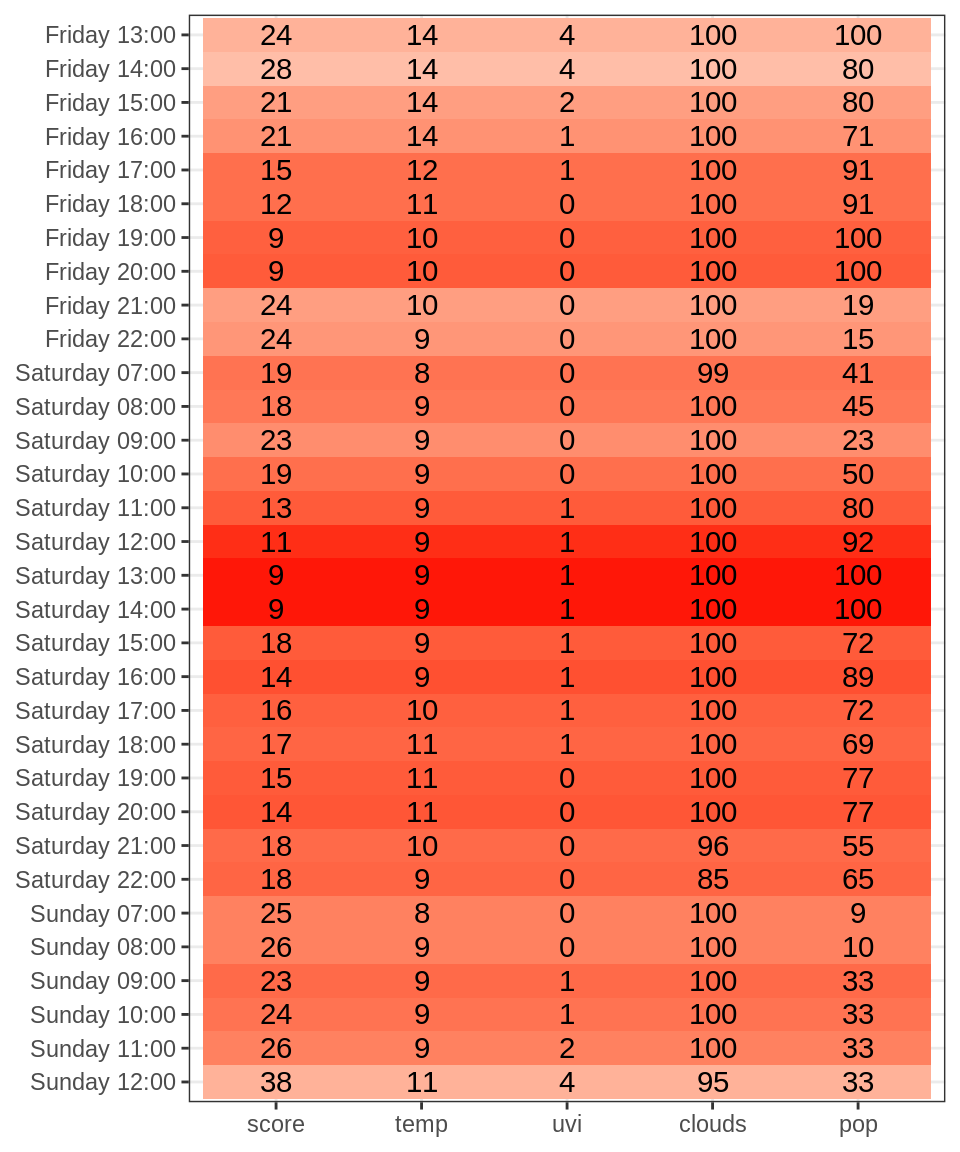 Friday 13:00 24 14 4 100 100
Friday 14:00 28 14 4 100 80
Friday 15:00 21 14 2 100 80
Friday 16:00 21 14 1 100 71
Friday 17:00 15 12 1 100 91
Friday 18:00 12 11 0 100 91
Friday 19:00 9 10 0 100 100
Friday 20:00 9 10 0 100 100
Friday 21:00 24 10 0 100 19
Friday 22:00 24 9 0 100 15
Saturday 07:00 19 8 0 99 41
Saturday 08:00 18 9 0 100 45
Saturday 09:00 23 9 0 100 23
Saturday 10:00 19 9 0 100 50
Saturday 11:00 13 9 1 100 80
Saturday 12:00 11 9 1 100 92
Saturday 13:00 9 9 1 100 100
Saturday 14:00 9 9 1 100 100
Saturday 15:00 18 9 1 100 72
Saturday 16:00 14 9 1 100 89
Saturday 17:00 16 10 1 100 72
Saturday 18:00 17 11 1 100 69
Saturday 19:00 15 11 0 100 77
Saturday 20:00 14 11 0 100 77
Saturday 21:00 18 10 0 96 55
Saturday 22:00 18 9 0 85 65
Sunday 07:00 25 8 0 100 9
Sunday 08:00 26 9 0 100 10
Sunday 09:00 23 9 1 100 33
Sunday 10:00 24 9 1 100 33
Sunday 11:00 26 9 2 100 33
Sunday 12:00 38 11 4 95 33
score temp uvi clouds pop